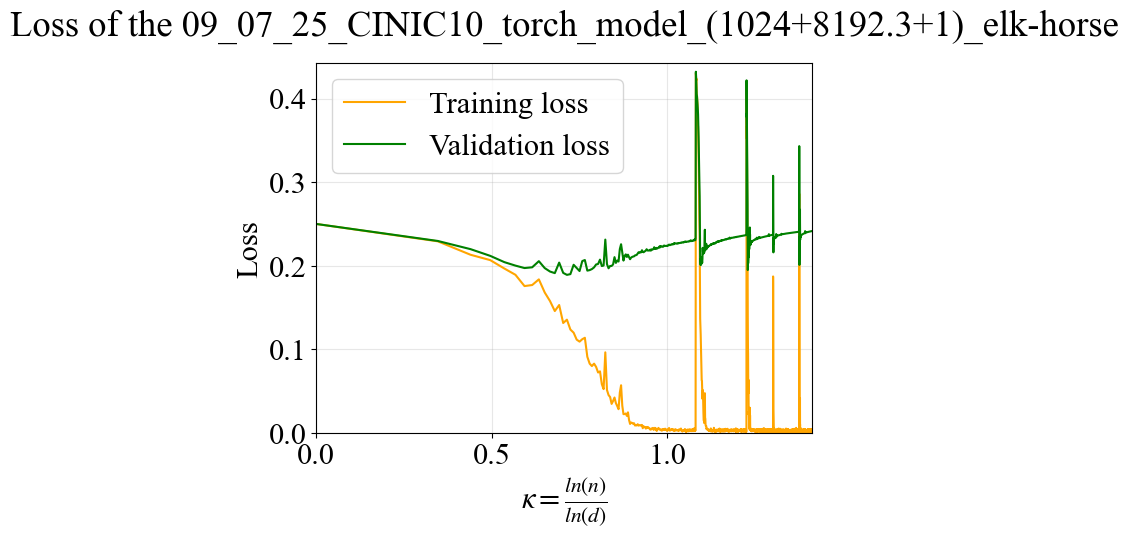 Loss of the 09_07_25_CINIC10_torch_model_(1024+8192.3+1)_elk-horse
Training loss
Validation loss
Loss
0.4
0.3
0.2
0.1
0.0
0.0 0.5 1.0
κ = ln(n)/ln(d)